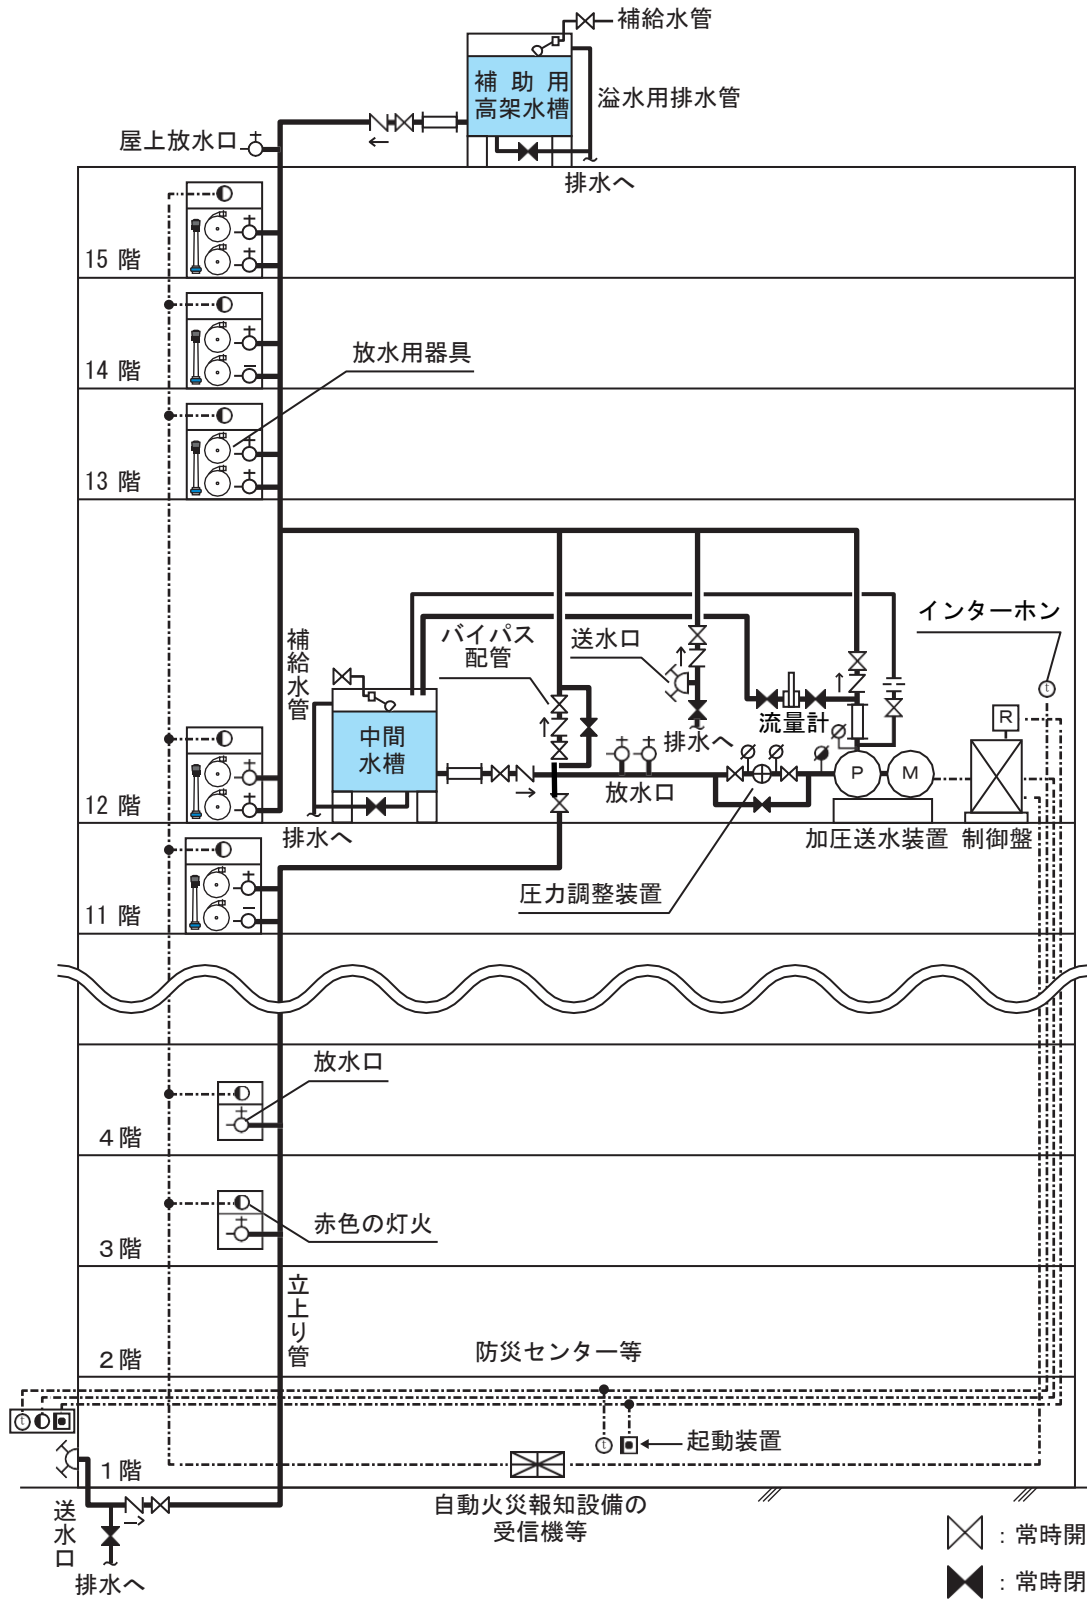 補給水管
補助用
高架水槽
溢水用排水管
屋上放水口
排水へ
15 階
放水用器具
14 階
13 階
インターホン
補給水管
バイパス
配管
送水口
t
R
流量計
中間
水槽
排水へ
P
M
放水口
12 階
排水へ
加圧送水装置
制御盤
圧力調整装置
11 階
放水口
4 階
赤色の灯火
3 階
立上り管
防災センター等
2 階
t
t
起動装置
1 階
送水口
自動火災報知設備の
受信機等
排水へ
：常時開
：常時閉